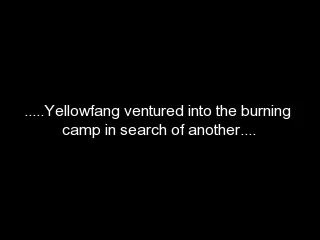 .....Yellowfang ventured into the burning
camp in search of another....